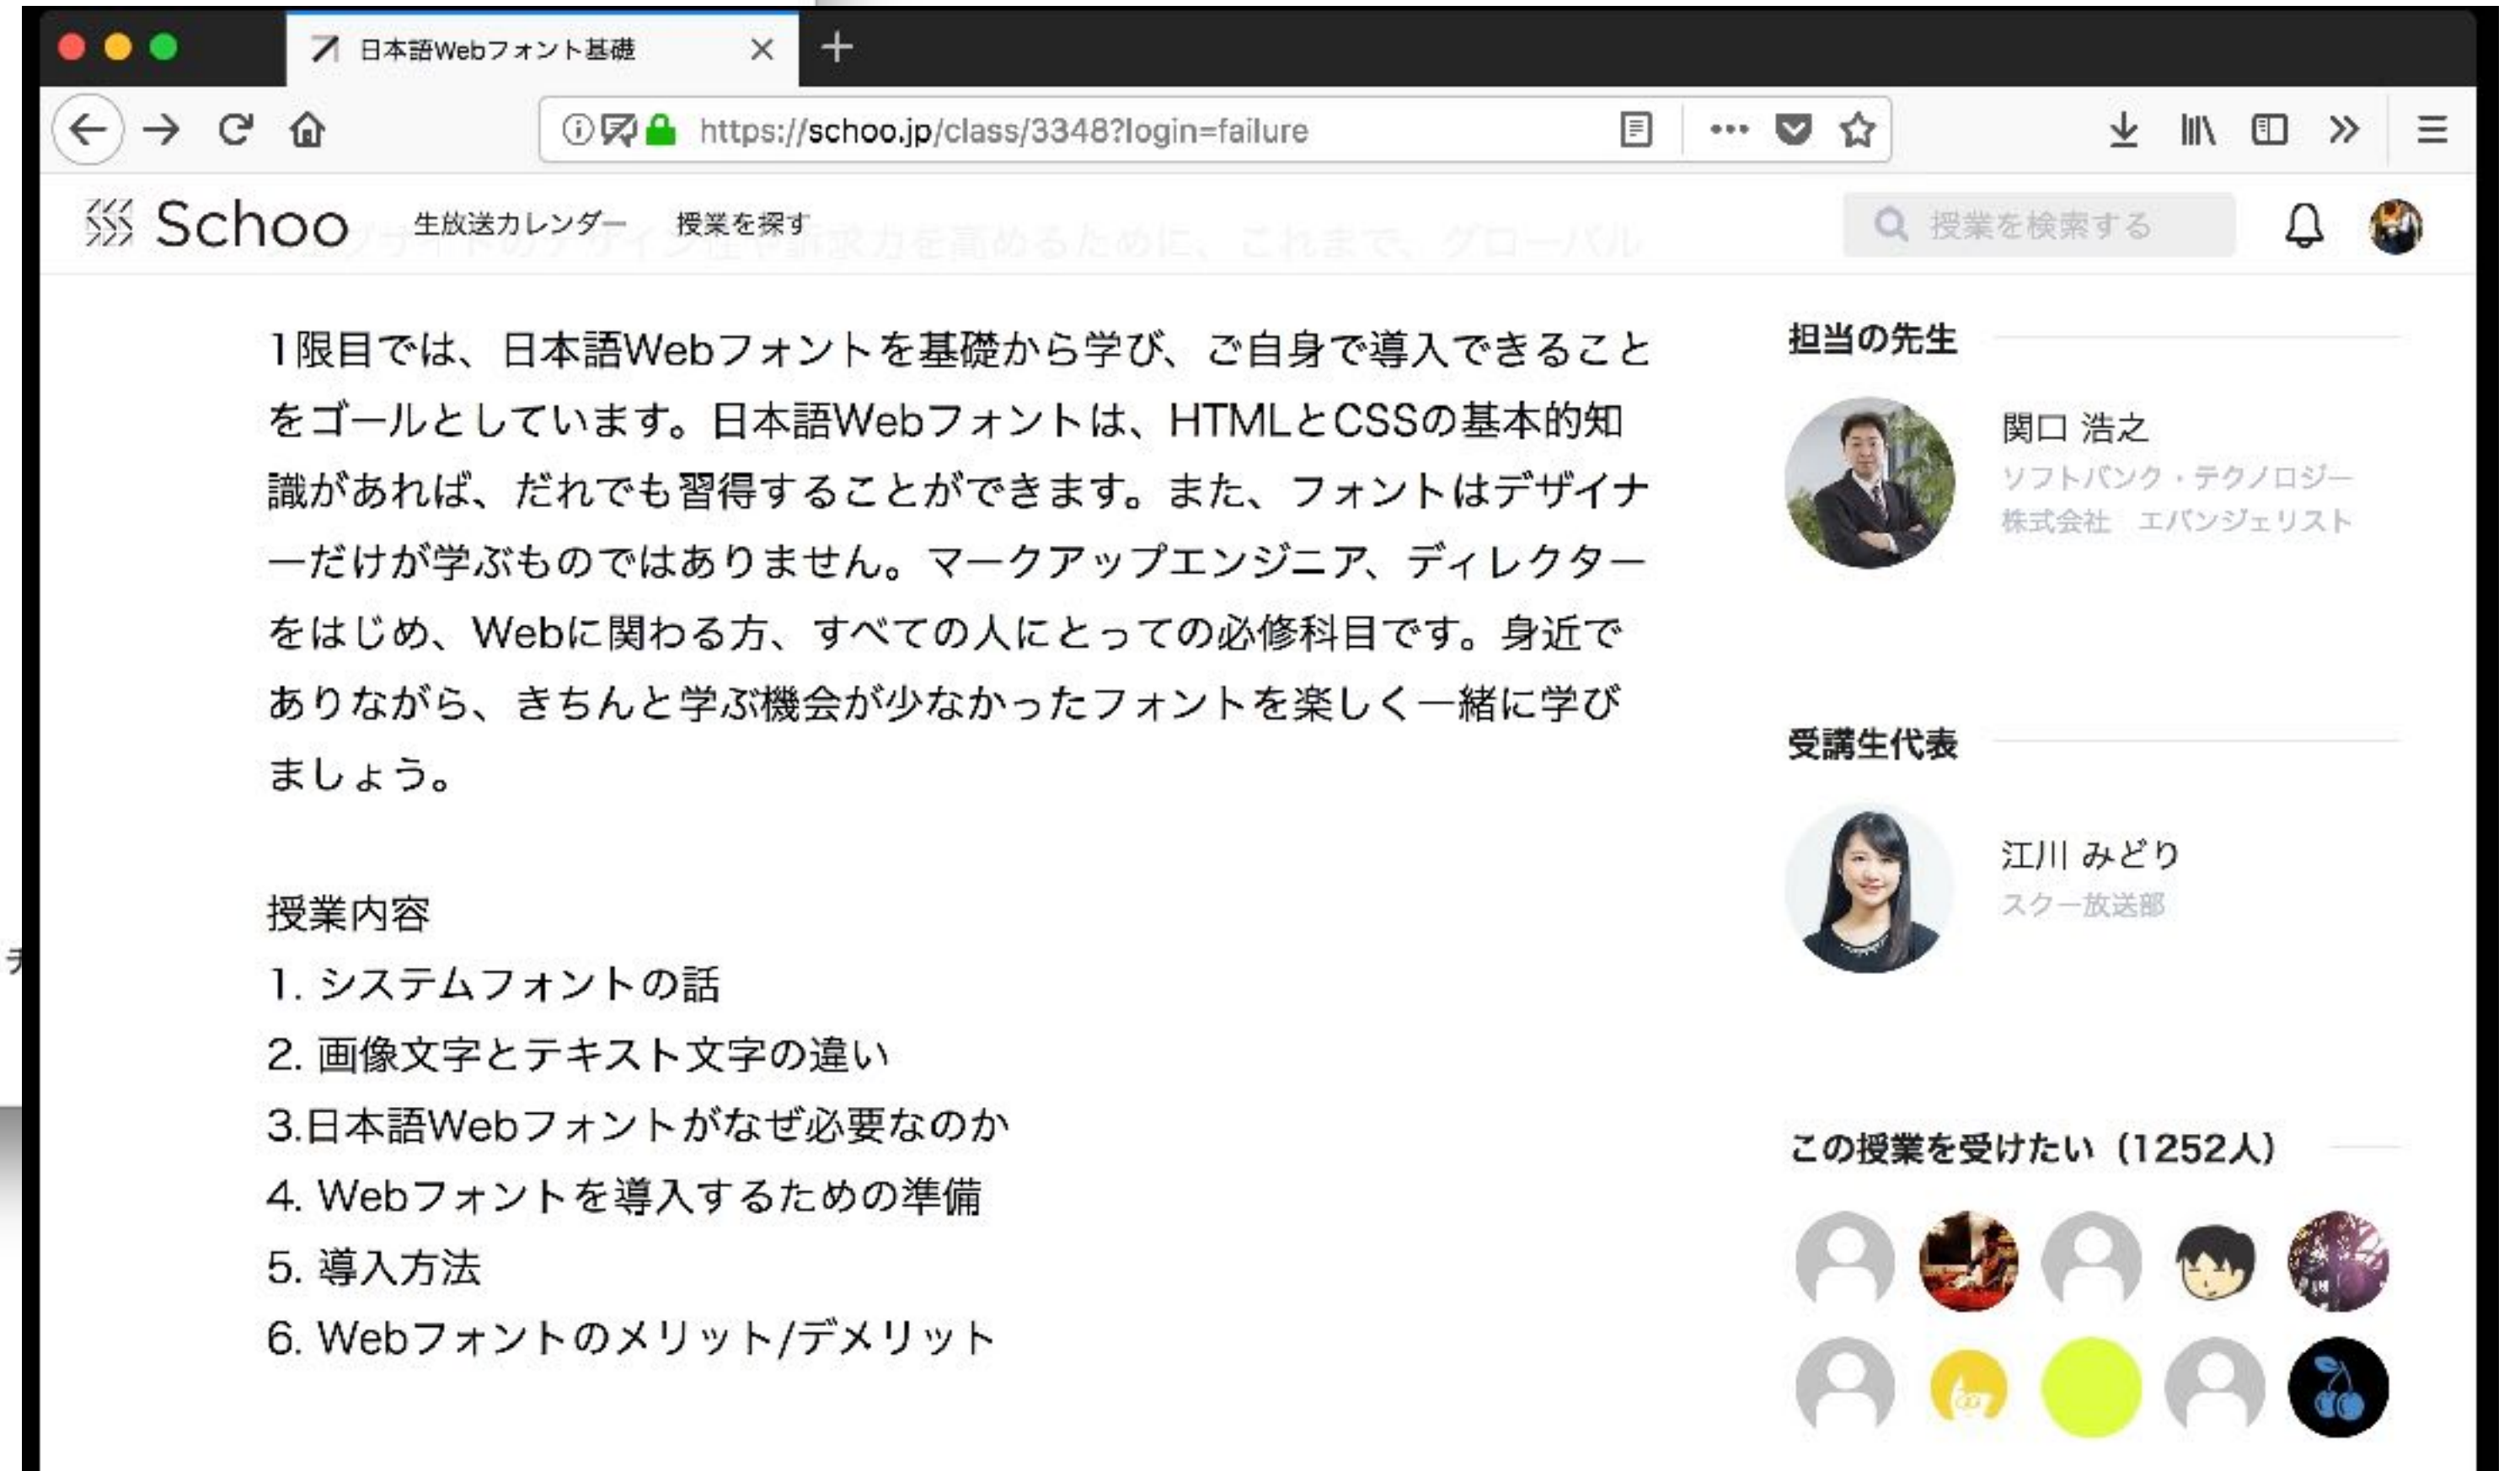 日本語Webフォント基礎
https://schoo.jp/class/3348?login=failure
Schoo 生放送カレンダー 授業を探す 授業を検索する
1限目では、日本語Webフォントを基礎から学び、ご自身で導入できること
をゴールとしています。日本語Webフォントは、HTMLとCSSの基本的知
識があれば、だれでも習得することができます。また、フォントはデザイナ
ーだけが学ぶものではありません。マークアップエンジニア、ディレクター
をはじめ、Webに関わる方、すべての人にとっての必修科目です。身近で
ありながら、きちんと学ぶ機会が少なかったフォントを楽しく一緒に学び
ましょう。
授業内容
1. システムフォントの話
2. 画像文字とテキスト文字の違い
3.日本語Webフォントがなぜ必要なのか
4. Webフォントを導入するための準備
5. 導入方法
6. Webフォントのメリット/デメリット
担当の先生
関口 浩之
ソフトバンク・テクノロジー
株式会社 エバンジェリスト
受講生代表
江川 みどり
スクー放送部
この授業を受けたい（1252人）